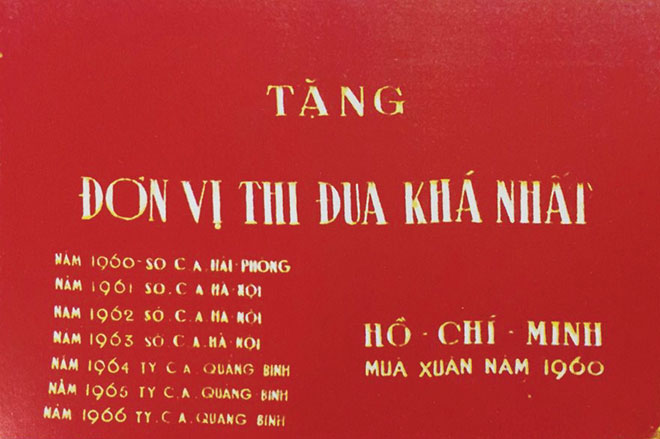 TẶNG
ĐƠN VỊ THI ĐUA KHÁ NHẤT
NĂM 1960-SỞ C.A. HẢI-PHÒNG
NĂM 1961 SỞ.C.A HÀ-NỘI
NĂM 1962 SỞ.C.A.HÀ-NỘI
NĂM 1963 SỞ C.A.HÀ-NỘI
NĂM 1964 TY C.A. QUẢNG BÌNH
NĂM 1965 TY C.A. QUẢNG BÌNH
NĂM 1966 TY.C.A.QUẢNG BÌNH
HỒ-CHÍ-MINH
MÙA XUÂN NĂM 1960